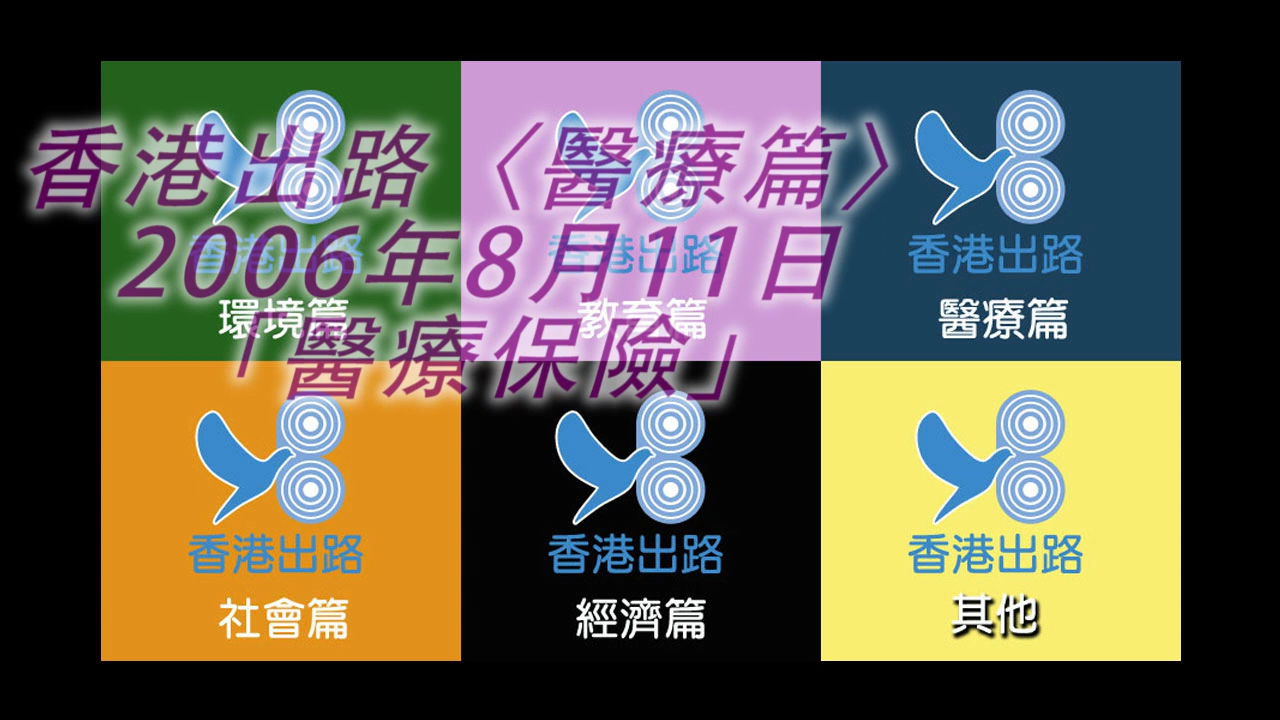 香港出路〈醫療篇〉
2006年8月11日
「醫療保險」
香港出路
環境篇
香港出路
教育篇
香港出路
醫療篇
香港出路
社會篇
香港出路
經濟篇
香港出路
其他